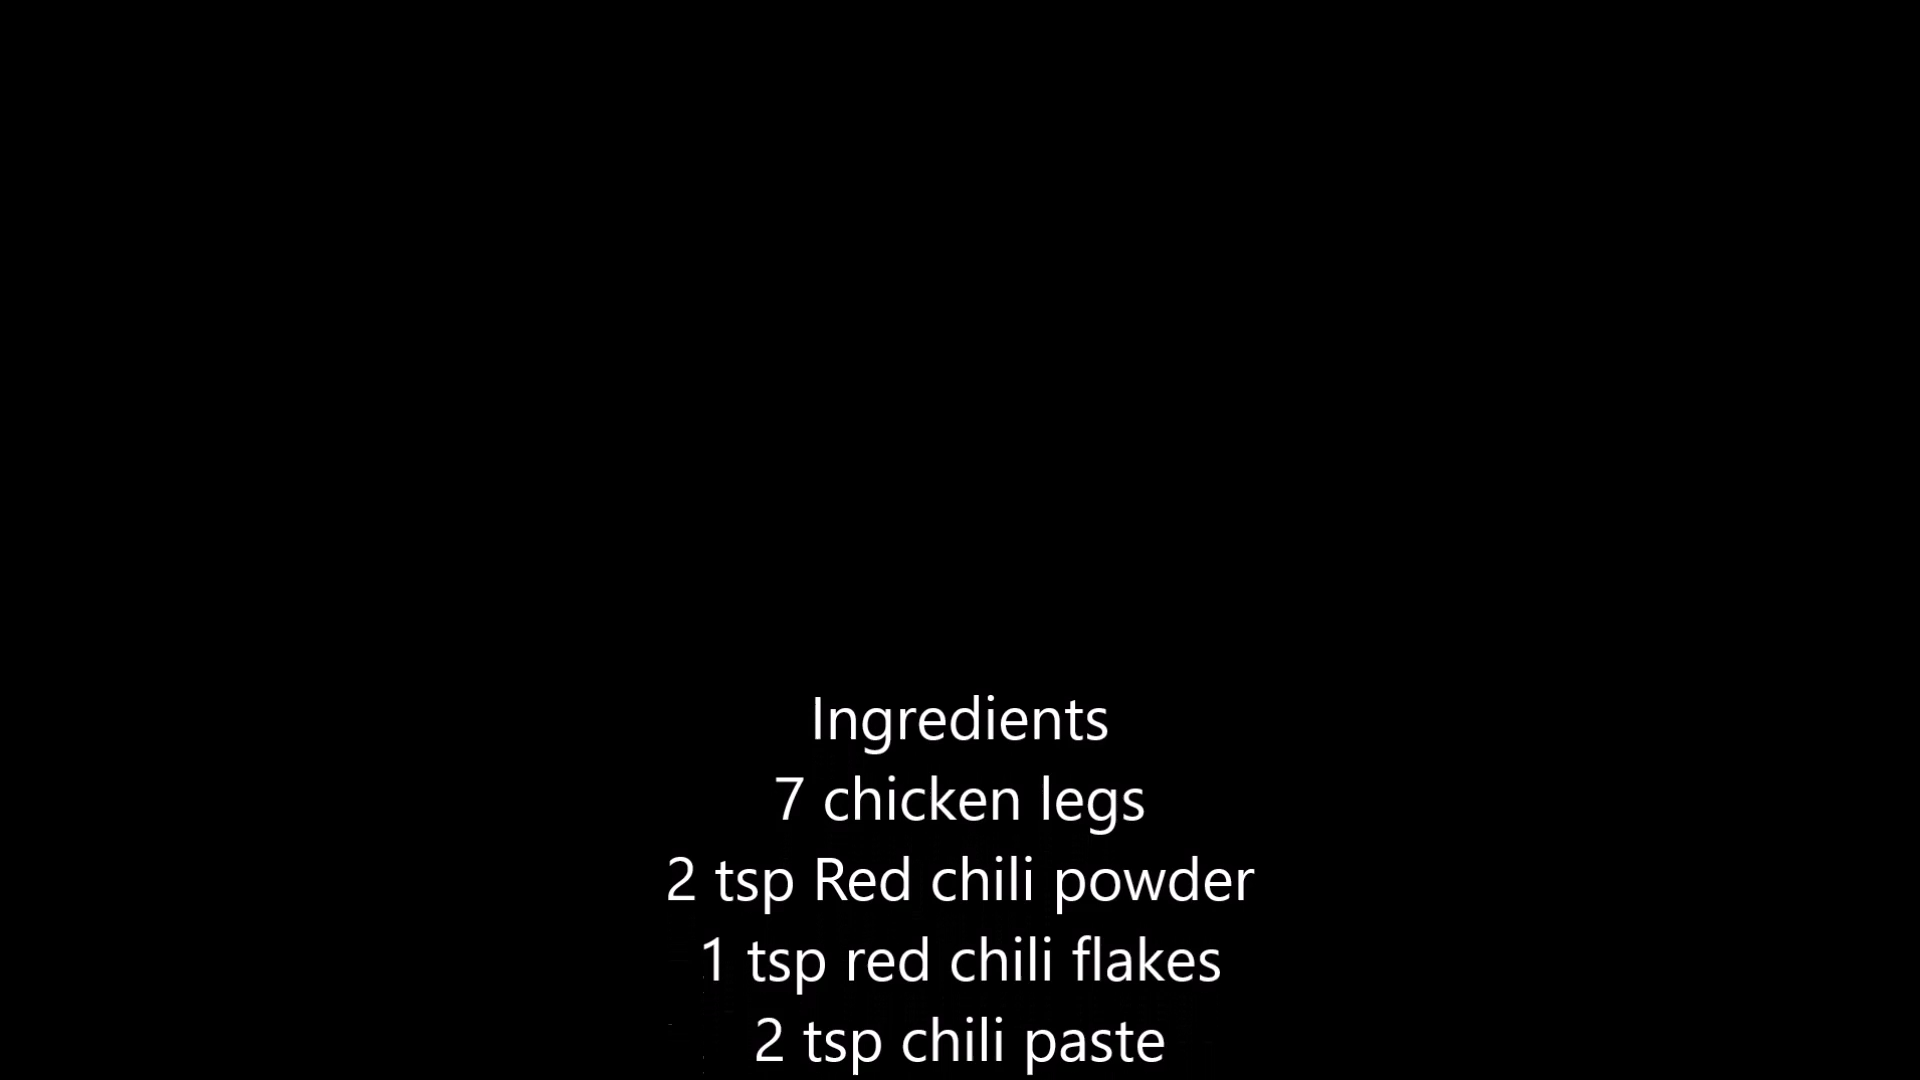 Ingredients
7 chicken legs
2 tsp Red chili powder
1 tsp red chili flakes
2 tsp chili paste